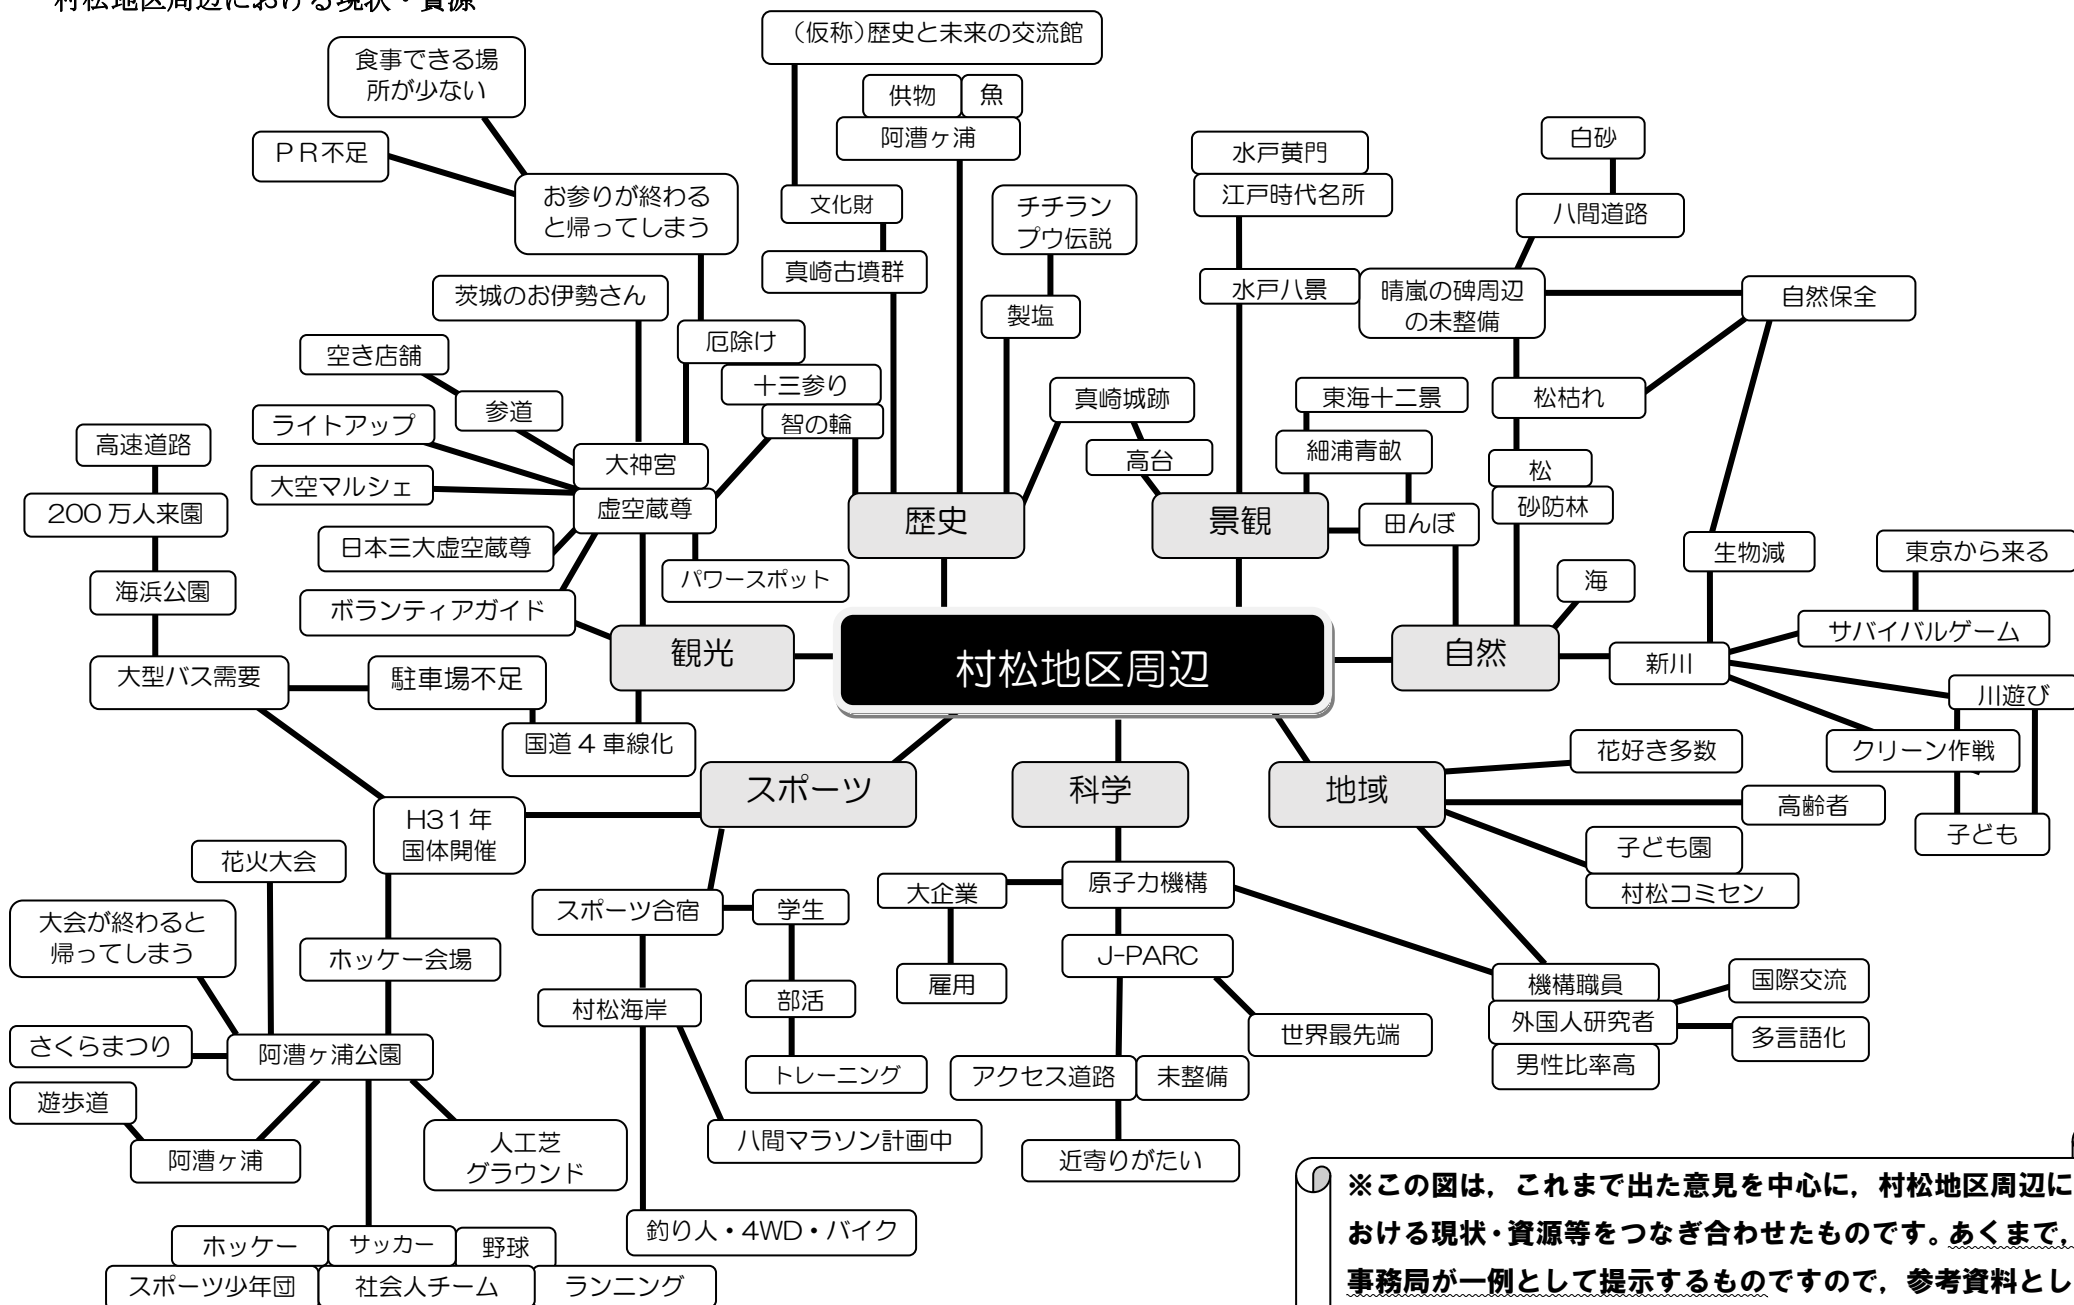 村松地区周辺における現状・資源
(仮称)歴史と未来の交流館
食事できる場
所が少ない
供物
魚
阿漕ヶ浦
PR不足
水戸黄門
江戸時代名所
白砂
八間道路
お参りが終わる
と帰ってしまう
文化財
チチラン
プウ伝説
真崎古墳群
茨城のお伊勢さん
製塩
水戸八景
晴嵐の碑周辺
の未整備
自然保全
厄除け
空き店舗
十三参り
智の輪
参道
ライトアップ
真崎城跡
東海十二景
松枯れ
高速道路
大神宮
高台
細浦青畝
松
大空マルシェ
虚空蔵尊
砂防林
200万人来園
歴史
景観
田んぼ
日本三大虚空蔵尊
パワースポット
生物減
東京から来る
海浜公園
海
ボランティアガイド
サバイバルゲーム
観光
村松地区周辺
自然
新川
大型バス需要
駐車場不足
川遊び
国道4車線化
花好き多数
クリーン作戦
スポーツ
科学
地域
高齢者
H31年
国体開催
子ども
花火大会
子ども園
村松コミセン
大企業
原子力機構
スポーツ合宿
学生
大会が終わると
帰ってしまう
ホッケー会場
J-PARC
雇用
機構職員
国際交流
村松海岸
部活
外国人研究者
世界最先端
多言語化
さくらまつり
阿漕ヶ浦公園
男性比率高
トレーニング
アクセス道路
未整備
遊歩道
阿漕ヶ浦
人工芝
グラウンド
八間マラソン計画中
近寄りがたい
釣り人・4WD・バイク
ホッケー
サッカー
野球
スポーツ少年団
社会人チーム
ランニング
※この図は，これまで出た意見を中心に，村松地区周辺に
おける現状・資源等をつなぎ合わせたものです。あくまで，
事務局が一例として提示するものですので，参考資料とし